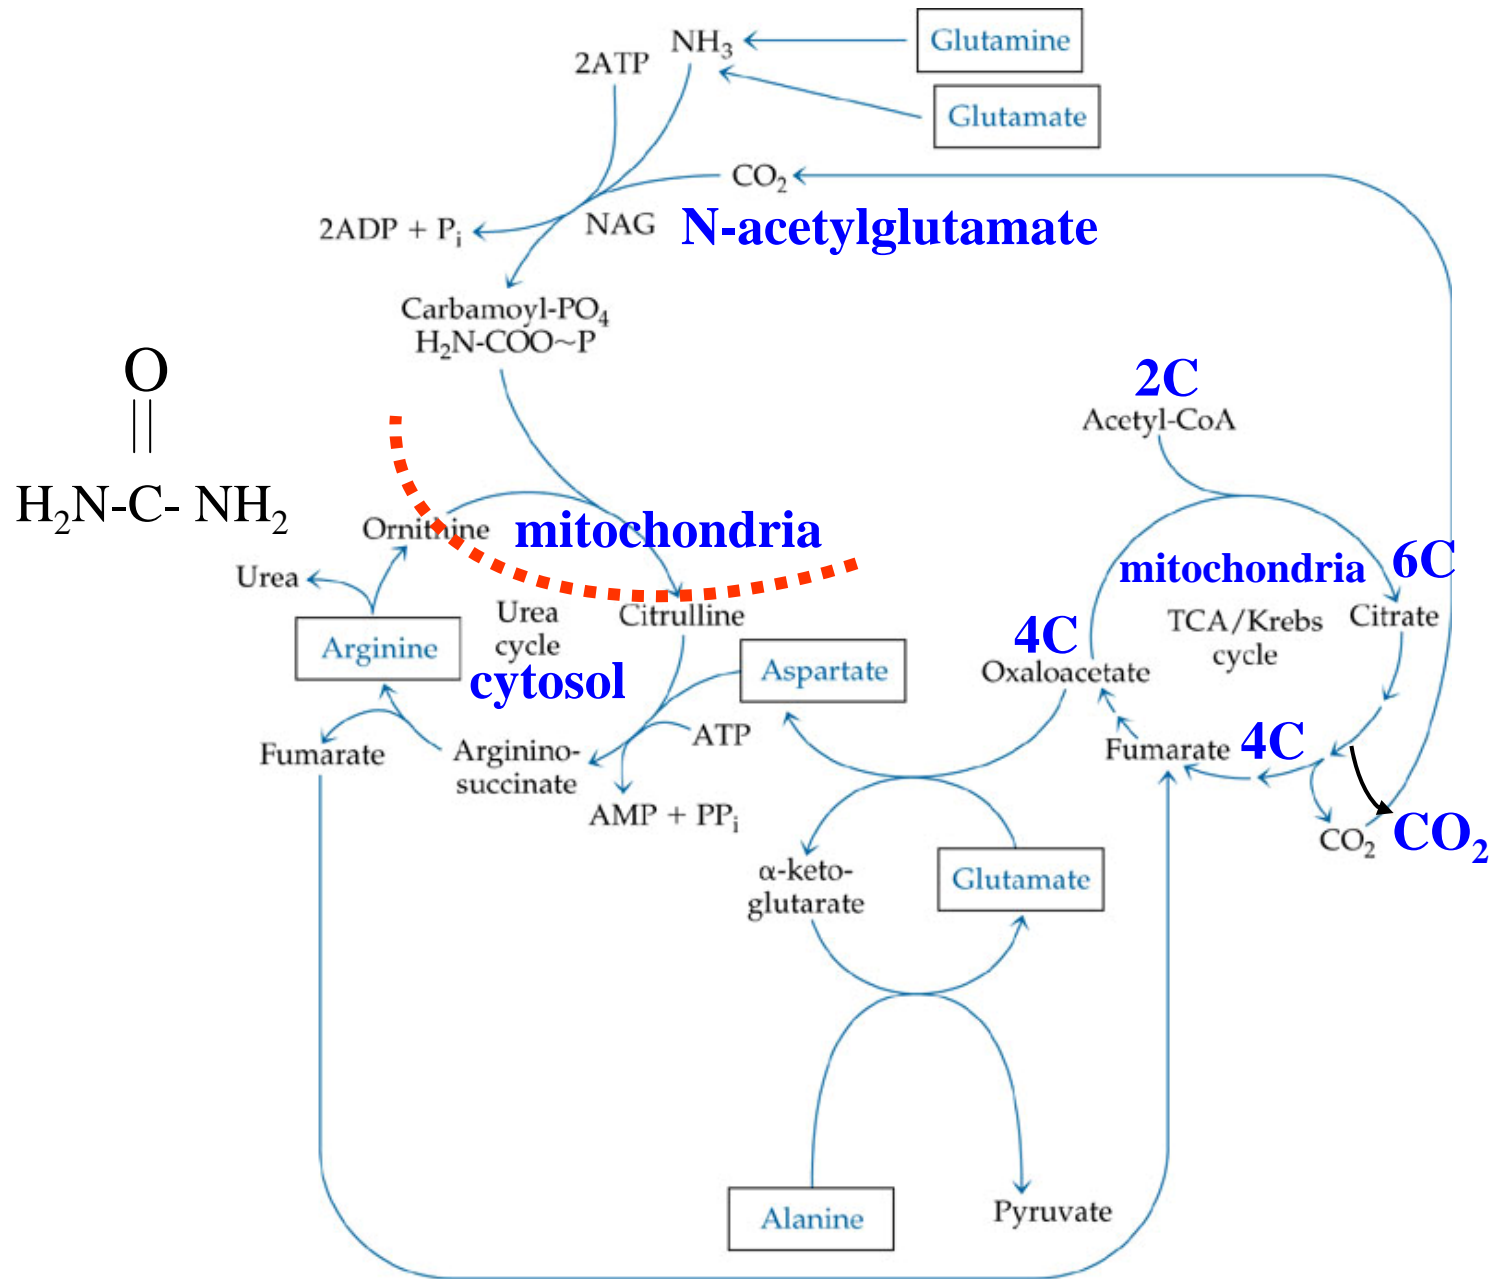 NH₃
Glutamine
2ATP
Glutamate
CO₂
2ADP + Pᵢ
NAG
N-acetylglutamate
Carbamoyl-PO₄
H₂N-COO~P
O
||
H₂N-C- NH₂
2C
Acetyl-CoA
Ornithine
mitochondria
mitochondria
6C
Urea
Urea
cycle
Citrulline
TCA/Krebs
cycle
Citrate
Arginine
cytosol
Aspartate
4C
Oxaloacetate
Fumarate
Arginino-
succinate
ATP
Fumarate
4C
AMP + PPᵢ
CO₂
CO₂
α-keto-
glutarate
Glutamate
Alanine
Pyruvate